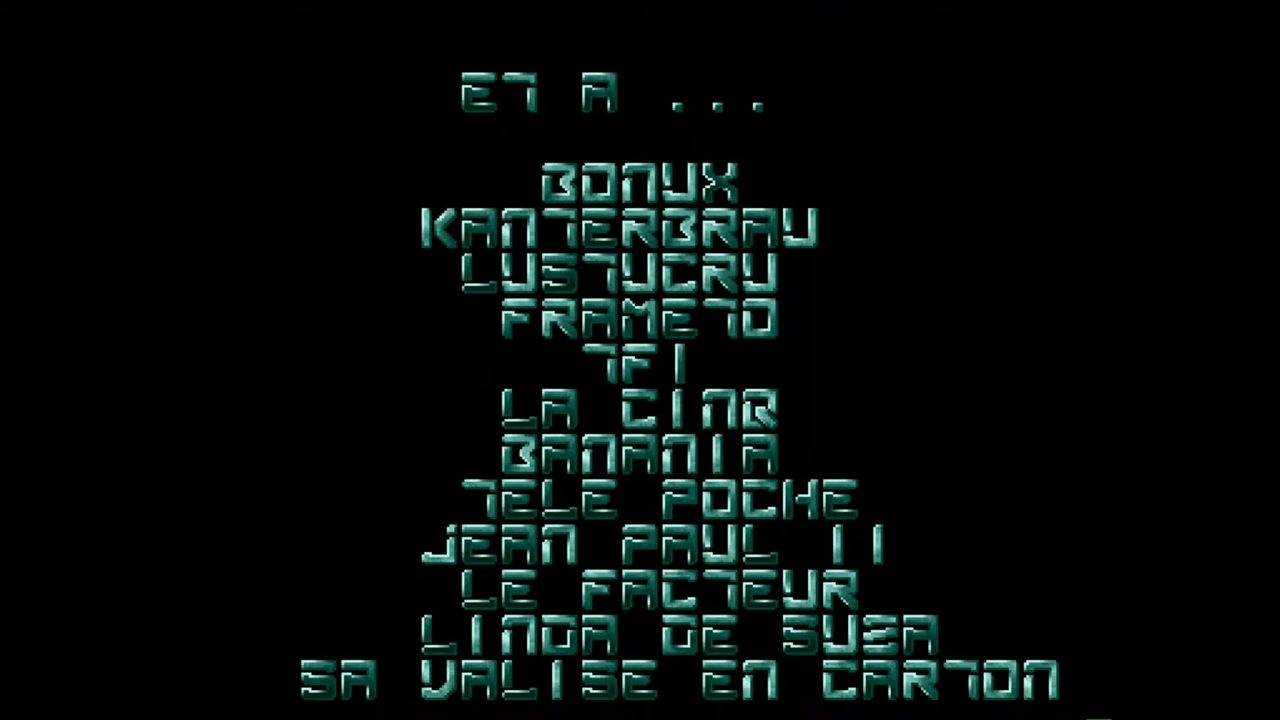 ET A ...
BONUX
KANTERBRAU
LUSTUCRU
FRAMETO
TF1
LA CINQ
BANANIA
TELE POCHE
JEAN PAUL II
LE FACTEUR
LINDA DE SUZA
SA VALISE EN CARTON